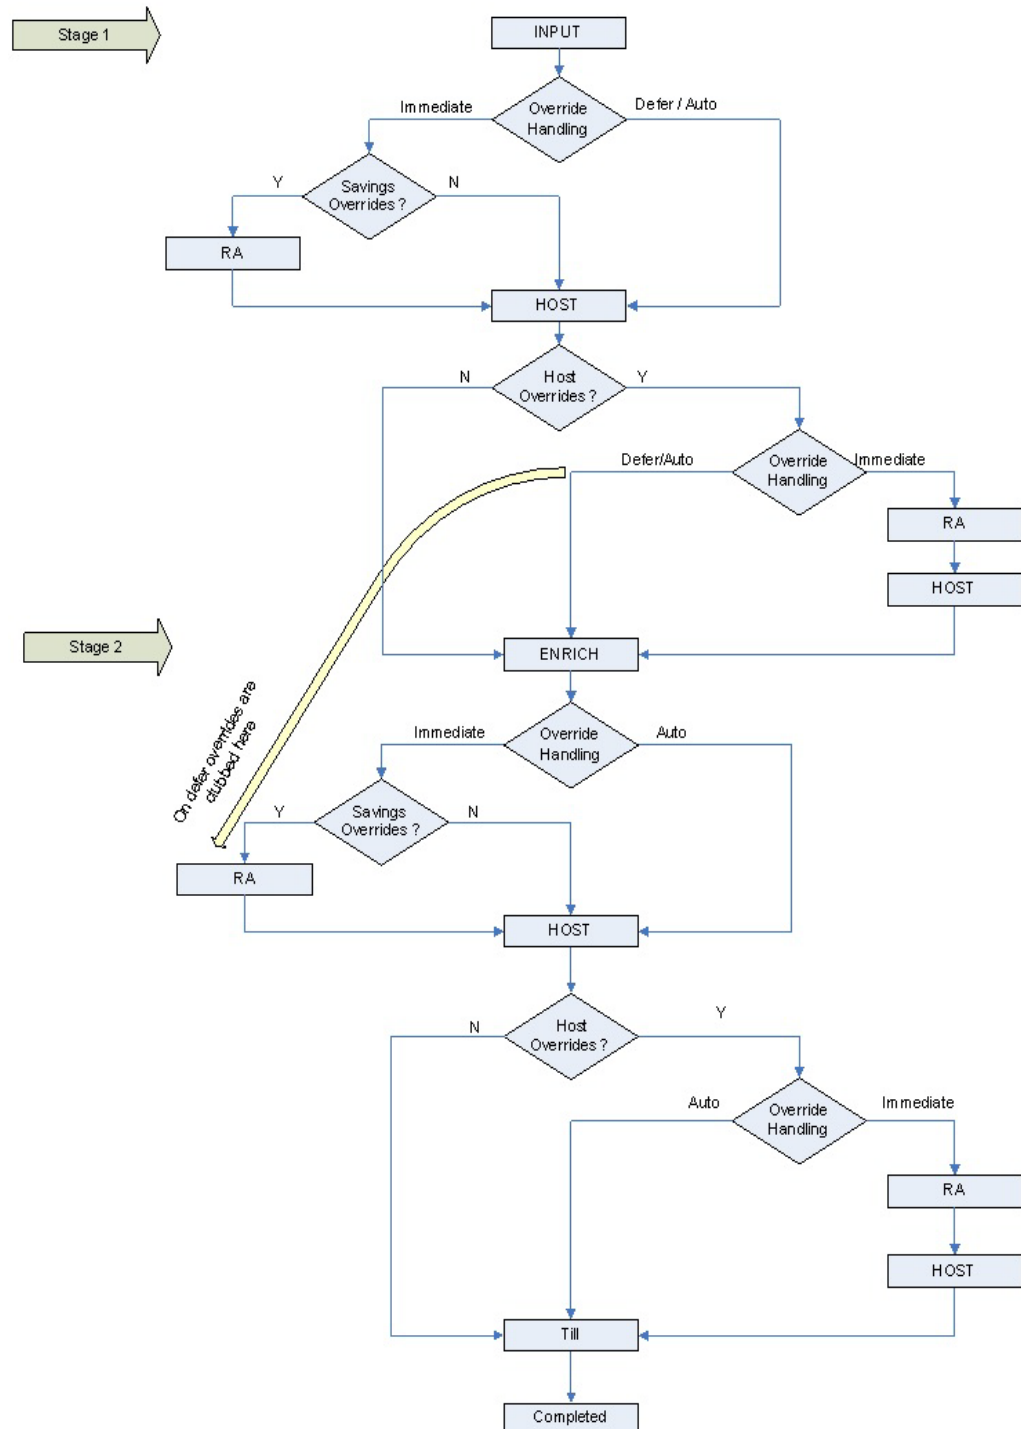 Stage 1
INPUT
Immediate
Override
Handling
Defer / Auto
Y
Savings
Overrides ?
N
RA
HOST
N
Host
Overrides ?
Y
Defer/Auto
Override
Handling
Immediate
RA
HOST
Stage 2
ENRICH
On defer overrides are
clubbed here
Immediate
Override
Handling
Auto
Y
Savings
Overrides ?
N
RA
HOST
N
Host
Overrides ?
Y
Auto
Override
Handling
Immediate
RA
HOST
Till
Completed